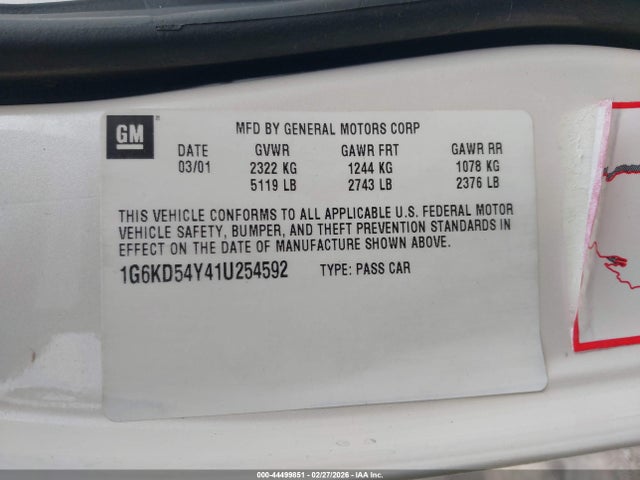 GM
MFD BY GENERAL MOTORS CORP
DATE GVWR GAWR FRT GAWR RR
03/01 2322 KG 1244 KG 1078 KG
5119 LB 2743 LB 2376 LB
THIS VEHICLE CONFORMS TO ALL APPLICABLE U.S. FEDERAL MOTOR
VEHICLE SAFETY, BUMPER, AND THEFT PREVENTION STANDARDS IN
EFFECT ON THE DATE OF MANUFACTURE SHOWN ABOVE.
1G6KD54Y41U254592 TYPE: PASS CAR
000-44499851 - 02/27/2026 - IAA Inc.